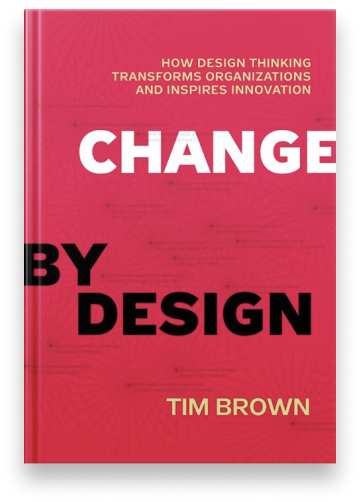 HOW DESIGN THINKING
TRANSFORMS ORGANIZATIONS
AND INSPIRES INNOVATION
CHANGE
BY
DESIGN
TIM BROWN